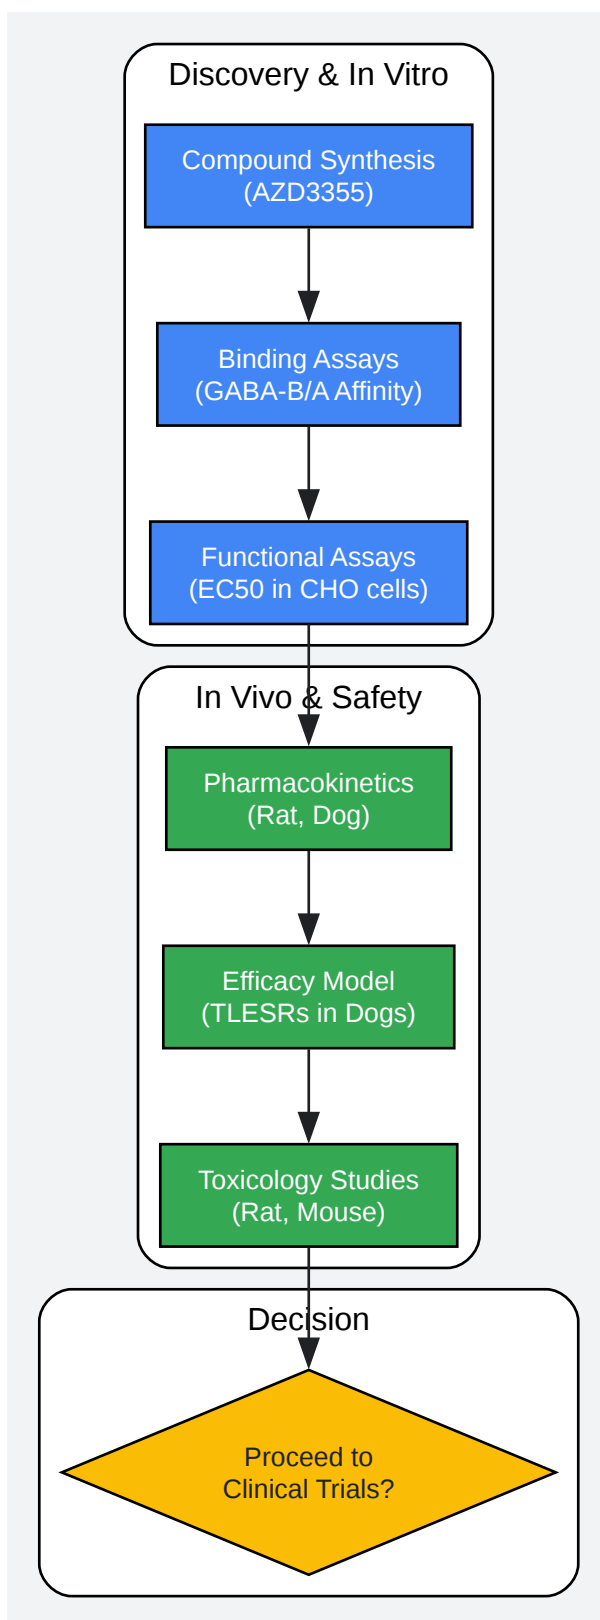 Discovery & In Vitro
Compound Synthesis
(AZD3355)
Binding Assays
(GABA-B/A Affinity)
Functional Assays
(EC50 in CHO cells)
In Vivo & Safety
Pharmacokinetics
(Rat, Dog)
Efficacy Model
(TLESRs in Dogs)
Toxicology Studies
(Rat, Mouse)
Decision
Proceed to
Clinical Trials?